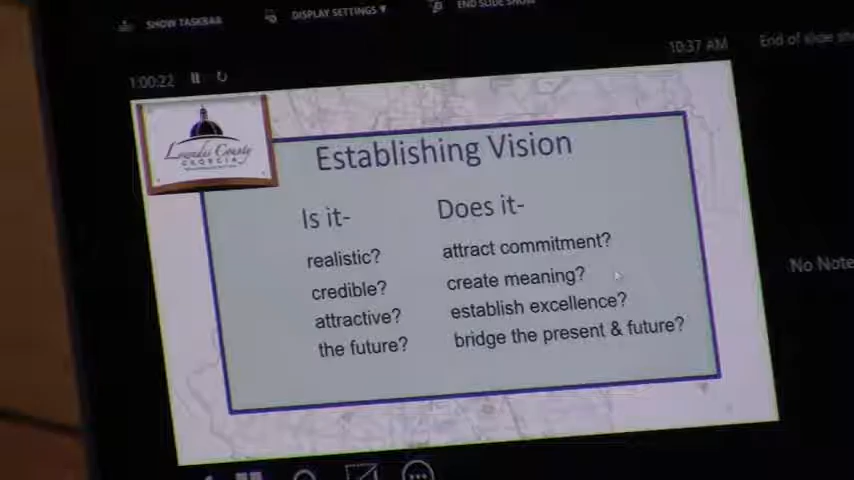 SHOW TASKBAR
DISPLAY SETTINGS ▼
END SLIDE SHOW
1:00:22
10:37 AM
End of slide sho
Lowndes County
GEORGIA
Establishing Vision
Is it-
Does it-
realistic?
attract commitment?
credible?
create meaning?
attractive?
establish excellence?
the future?
bridge the present & future?
No Note